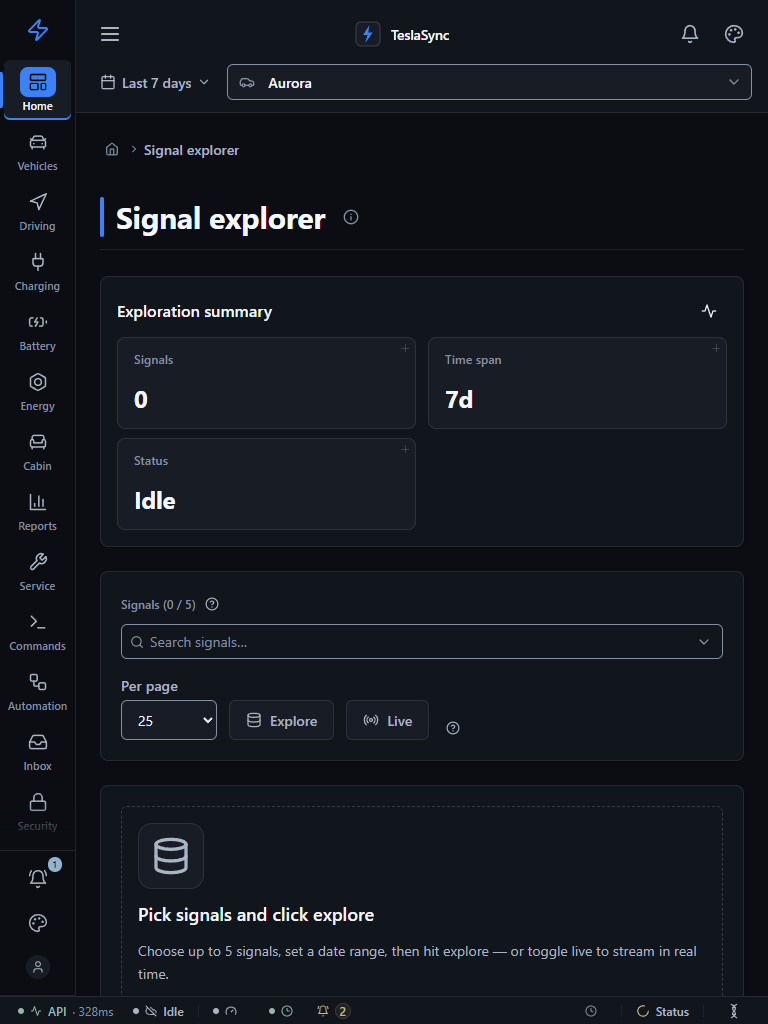 TeslaSync
Last 7 days
Aurora
Home
Vehicles
Driving
Charging
Battery
Energy
Cabin
Reports
Service
Commands
Automation
Inbox
Security
1
Signal explorer
Signal explorer
Exploration summary
Signals
0
Time span
7d
Status
Idle
Signals (0 / 5)
Search signals...
Per page
25
Explore
Live
Pick signals and click explore
Choose up to 5 signals, set a date range, then hit explore — or toggle live to stream in real
time.
API · 328ms
Idle
2
Status